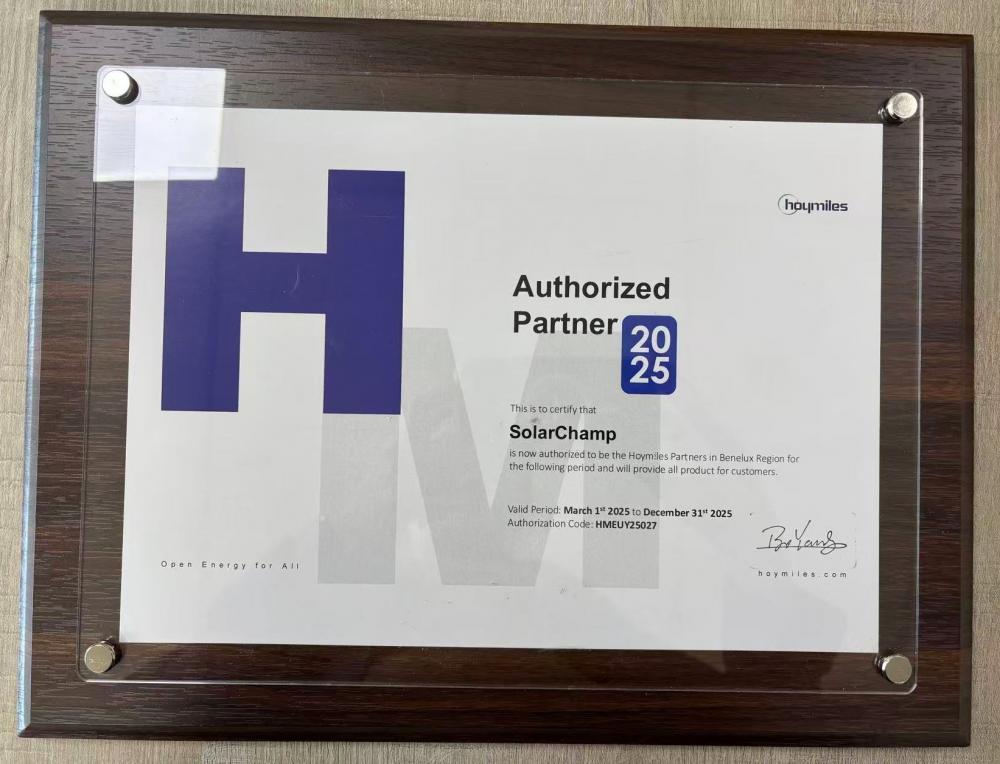 H
M
hoymiles
Authorized
Partner
20
25
This is to certify that
SolarChamp
is now authorized to be the Hoymiles Partners in Benelux Region for
the following period and will provide all product for customers.
Valid Period: March 1st 2025 to December 31st 2025
Authorization Code: HMEUY25027
Bo Yang
Open Energy for All
hoymiles.com